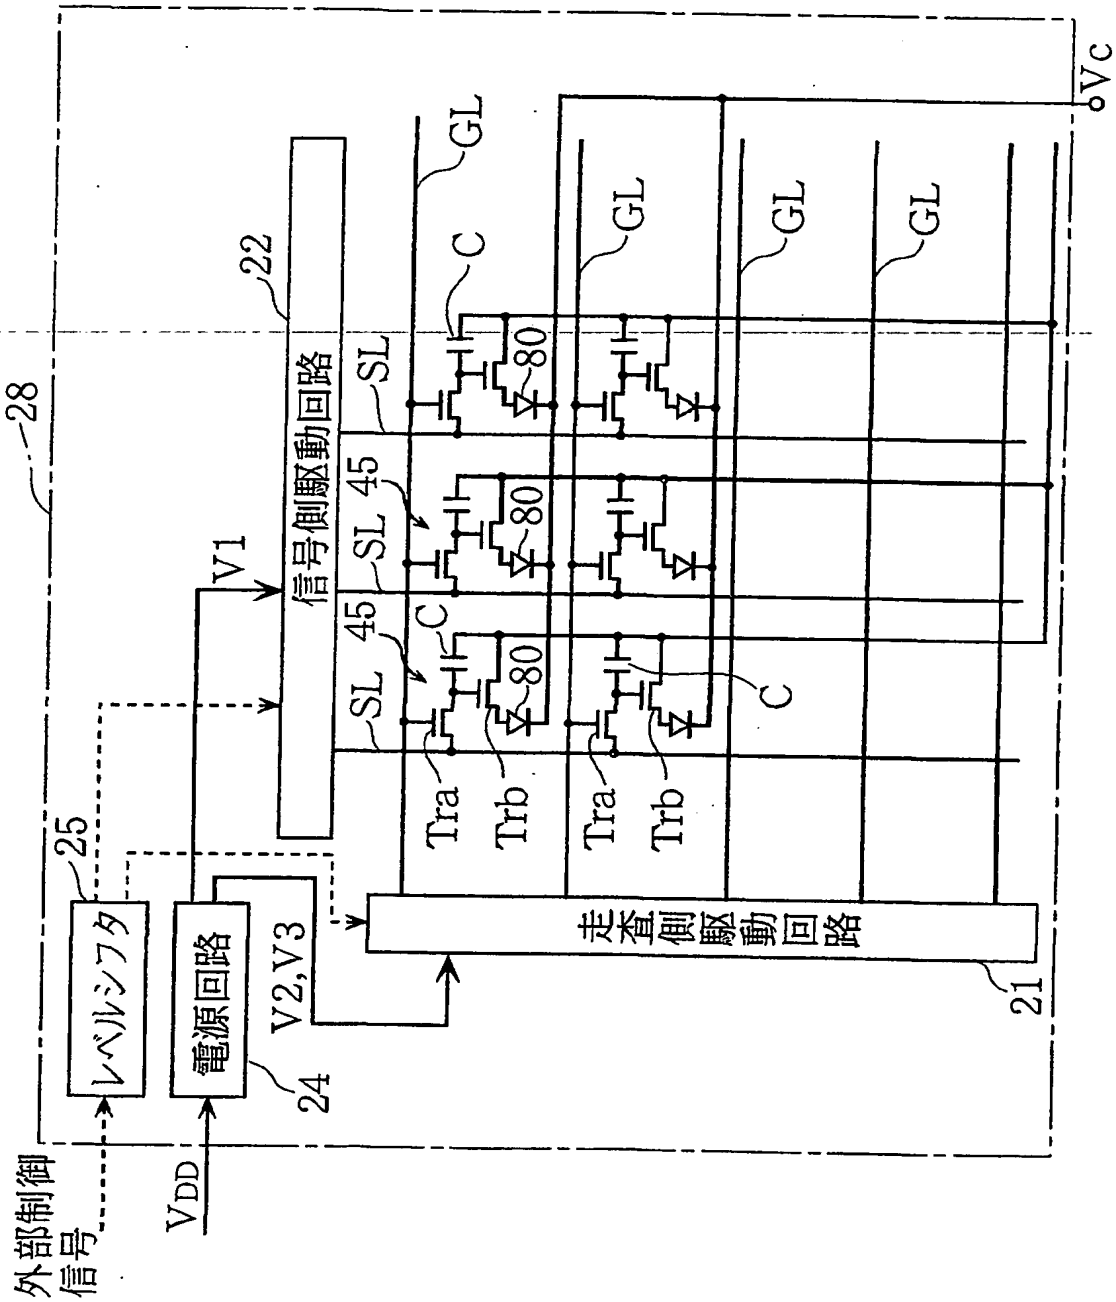 28
外部制御
信号
レベルシフタ
25
VDD
電源回路
24
V1
V2,V3
信号側駆動回路
22
走査側駆動回路
21
SL
SL
SL
45
45
C
C
C
GL
GL
GL
GL
Tra
Trb
80
80
80
Tra
Trb
Vc